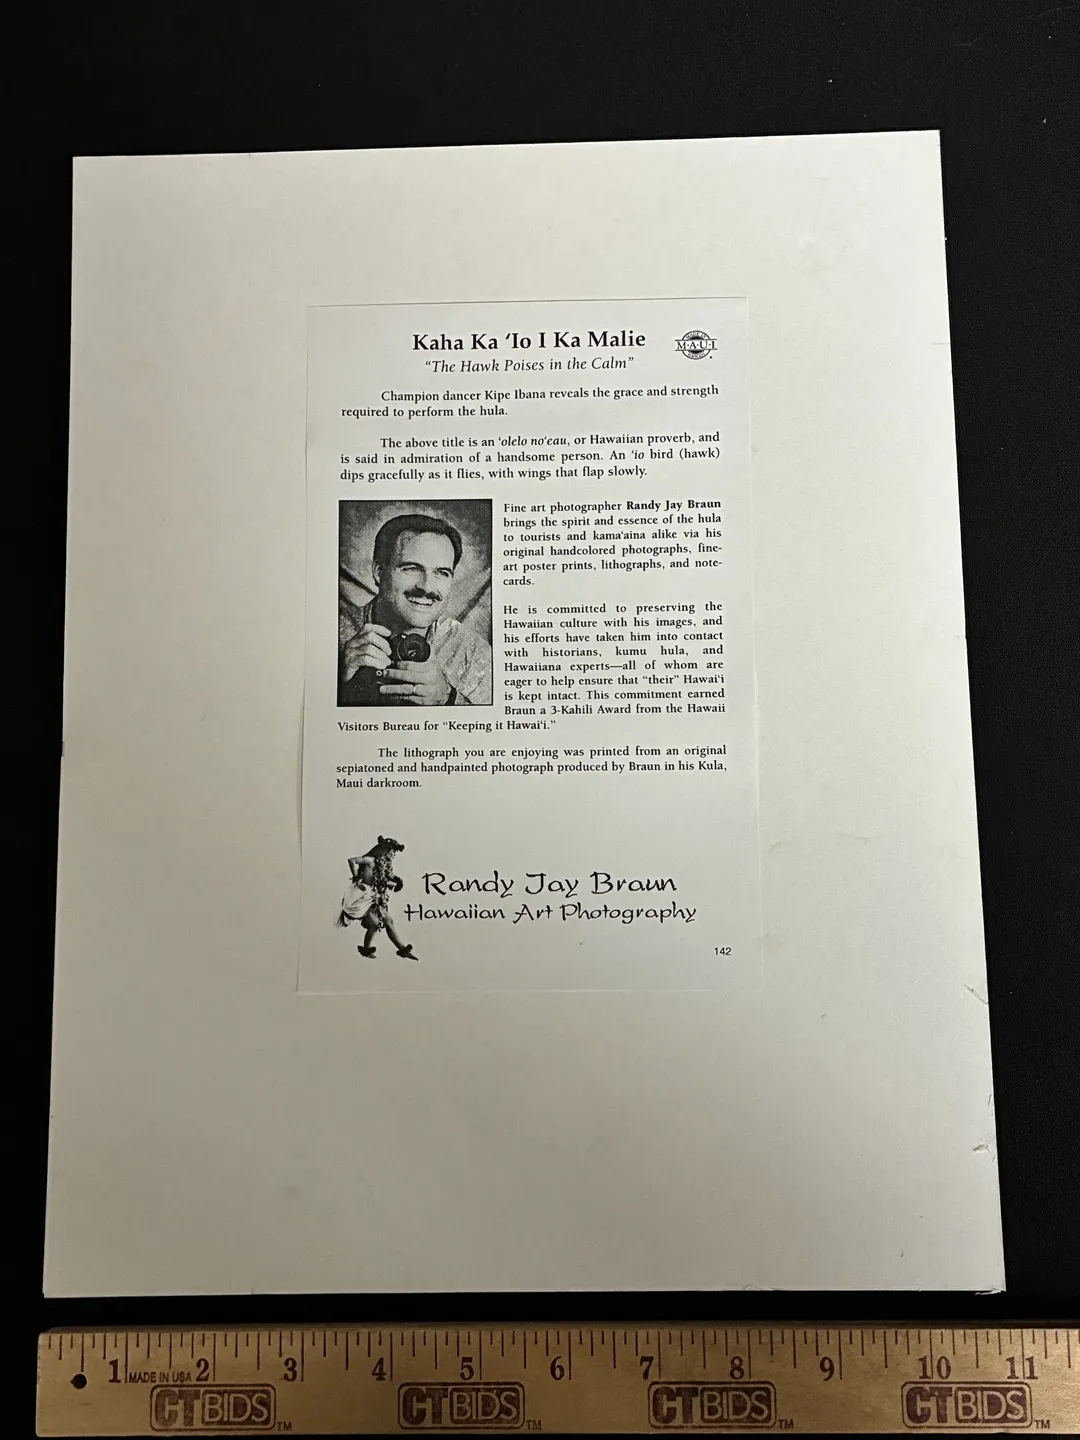 Kaha Ka ‘Io I Ka Malie
M·A·U·I
“The Hawk Poises in the Calm”
Champion dancer Kipe Ibana reveals the grace and strength
required to perform the hula.
The above title is an ‘olelo no‘eau, or Hawaiian proverb, and
is said in admiration of a handsome person. An ‘io bird (hawk)
dips gracefully as it flies, with wings that flap slowly.
Fine art photographer Randy Jay Braun
brings the spirit and essence of the hula
to tourists and kama‘aina alike via his
original handcolored photographs, fine-
art poster prints, lithographs, and note-
cards.
He is committed to preserving the
Hawaiian culture with his images, and
his efforts have taken him into contact
with historians, kumu hula, and
Hawaiiana experts—all of whom are
eager to help ensure that “their” Hawai‘i
is kept intact. This commitment earned
Braun a 3-Kahili Award from the Hawaii
Visitors Bureau for “Keeping it Hawai‘i.”
The lithograph you are enjoying was printed from an original
sepiatoned and handpainted photograph produced by Braun in his Kula,
Maui darkroom.
Randy Jay Braun
Hawaiian Art Photography
142
1 MADE IN USA 2 3 4 5 6 7 8 9 10 11
CTBIDS TM CTBIDS TM CTBIDS TM CTBIDS TM